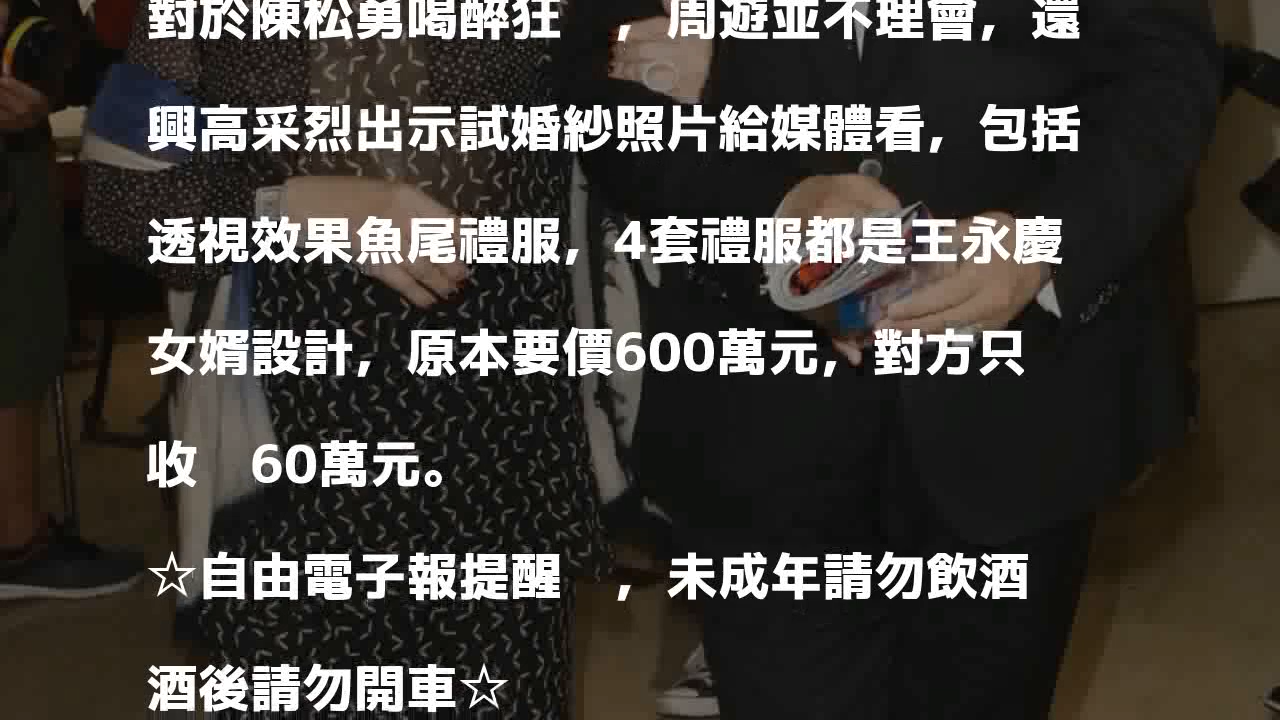 對於陳松勇喝醉狂　，周遊並不理會，還
興高采烈出示試婚紗照片給媒體看，包括
透視效果魚尾禮服，4套禮服都是王永慶
女婿設計，原本要價600萬元，對方只
收　60萬元。
☆自由電子報提醒　，未成年請勿飲酒
酒後請勿開車☆